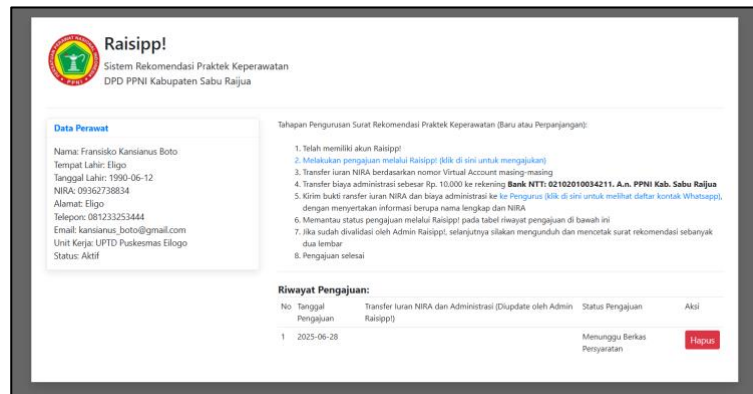 Raisipp!
Sistem Rekomendasi Praktek Keperawatan
DPD PPNI Kabupaten Sabu Raijua
PPNI
Data Perawat
Nama: Fransisko Kansianus Boto
Tempat Lahir: Eligo
Tanggal Lahir: 1990-06-12
NIRA: 09362738834
Alamat: Eligo
Telepon: 081233253444
Email: kansianus_boto@gmail.com
Unit Kerja: UPTD Puskesmas Eilogo
Status: Aktif
Tahapan Pengurusan Surat Rekomendasi Praktek Keperawatan (Baru atau Perpanjangan):
1. Telah memiliki akun Raisipp!
2. Melakukan pengajuan melalui Raisipp! (klik di sini untuk mengajukan)
3. Transfer iuran NIRA berdasarkan nomor Virtual Account masing-masing
4. Transfer biaya administrasi sebesar Rp. 10.000 ke rekening Bank NTT: 02102010034211. A.n. PPNI Kab. Sabu Raijua
5. Kirim bukti ransfer iuran NIRA dan biaya administrasi ke ke Pengurus (klik di sini untuk melihat daftar kontak Whatsapp),
dengan menyertakan informasi berupa nama lengkap dan NIRA
6. Memantau status pengajuan melalui Raisipp! pada tabel riwayat pengajuan di bawah ini
7. Jika sudah divalidasi oleh Admin Raisipp!, selanjutnya silakan mengunduh dan mencetak surat rekomendasi sebanyak
dua lembar
8. Pengajuan selesai
Riwayat Pengajuan:
No Tanggal Pengajuan Transfer Iuran NIRA dan Administrasi (Diupdate oleh Admin Raisipp!) Status Pengajuan Aksi
1 2025-06-28 Menunggu Berkas Persyaratan Hapus